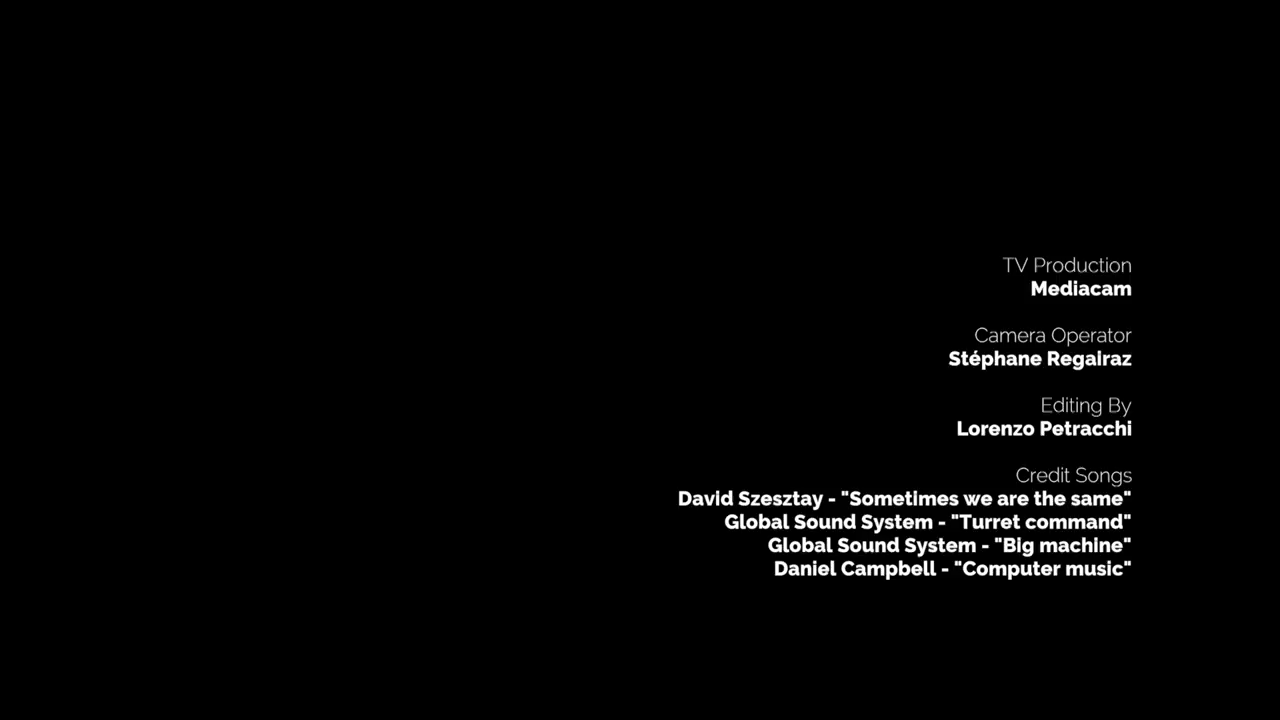 TV Production
Mediacam
Camera Operator
Stéphane Regairaz
Editing By
Lorenzo Petracchi
Credit Songs
David Szesztay - "Sometimes we are the same"
Global Sound System - "Turret command"
Global Sound System - "Big machine"
Daniel Campbell - "Computer music"